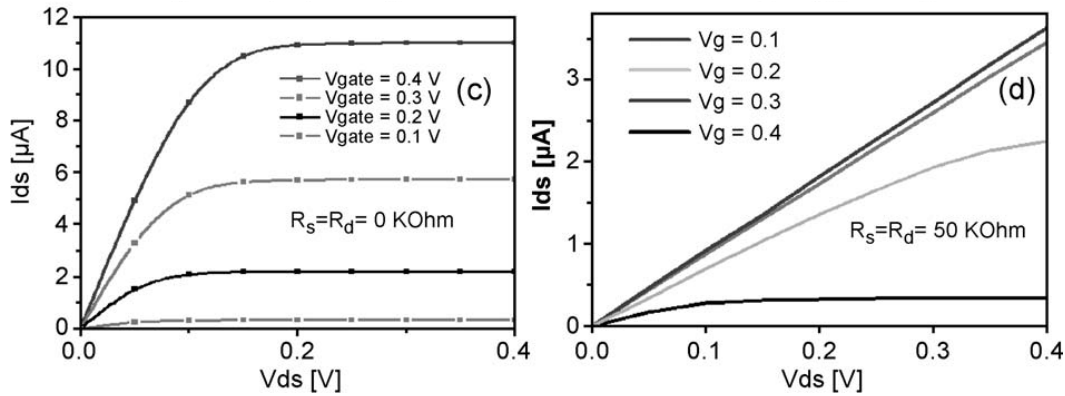 12
10
8
6
4
2
0
Ids [µA]
Vgate = 0.4 V
Vgate = 0.3 V
Vgate = 0.2 V
Vgate = 0.1 V
(c)
Rs=Rd= 0 KOhm
0.0
0.2
0.4
Vds [V]
3
2
1
0
Ids [µA]
Vg = 0.1
Vg = 0.2
Vg = 0.3
Vg = 0.4
(d)
Rs=Rd= 50 KOhm
0.0
0.1
0.2
0.3
0.4
Vds [V]